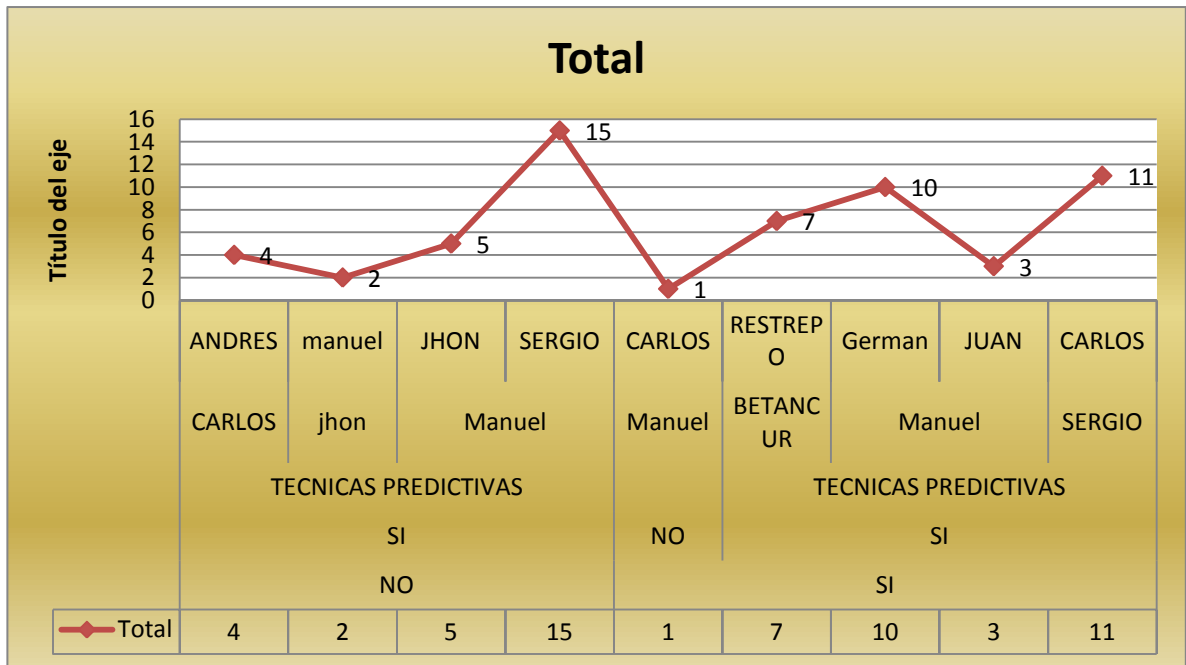 Total
Título del eje
16
14
12
10
8
6
4
2
0
4
2
5
15
1
7
10
3
11
ANDRES manuel JHON SERGIO CARLOS RESTREP German JUAN CARLOS
O
CARLOS jhon Manuel Manuel BETANC Manuel SERGIO
UR
TECNICAS PREDICTIVAS TECNICAS PREDICTIVAS
SI NO SI
NO SI
Total 4 2 5 15 1 7 10 3 11